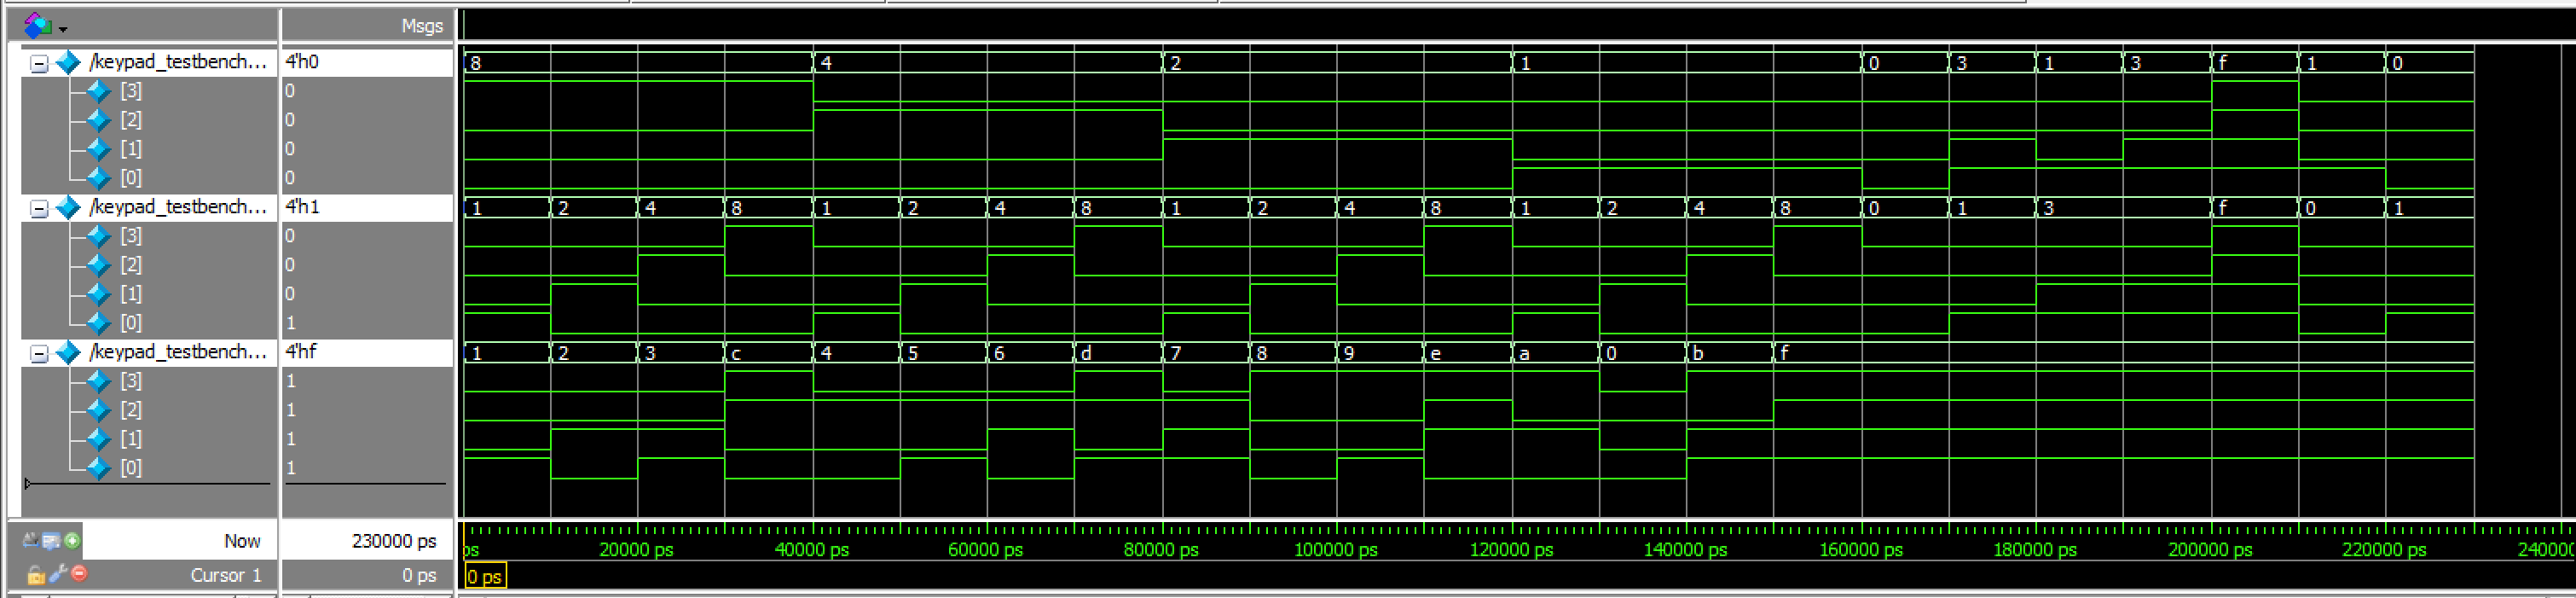 Msgs
/keypad_testbench... 4'h0 8 4 2 1 0 3 1 3 f 1 0
[3] 0
[2] 0
[1] 0
[0] 0
/keypad_testbench... 4'h1 1 2 4 8 1 2 4 8 1 2 4 8 1 2 4 8 0 1 3 f 0 1
[3] 0
[2] 0
[1] 0
[0] 1
/keypad_testbench... 4'hf 1 2 3 c 4 5 6 d 7 8 9 e a 0 b f
[3] 1
[2] 1
[1] 1
[0] 1
Now 230000 ps ps 20000 ps 40000 ps 60000 ps 80000 ps 100000 ps 120000 ps 140000 ps 160000 ps 180000 ps 200000 ps 220000 ps 24000
Cursor 1 0 ps 0 ps